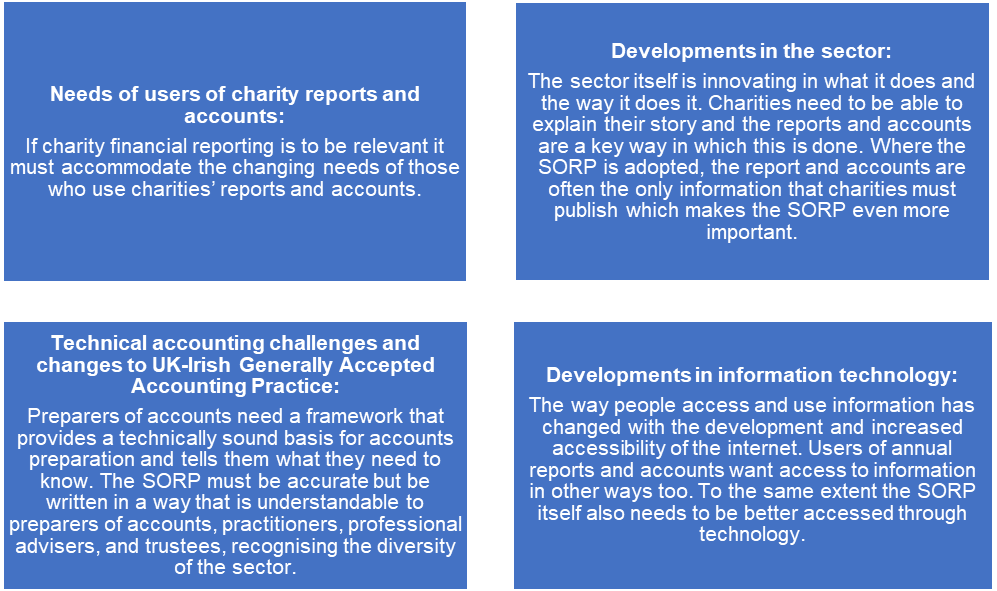 Needs of users of charity reports and
accounts:
If charity financial reporting is to be relevant it
must accommodate the changing needs of those
who use charities’ reports and accounts.
Developments in the sector:
The sector itself is innovating in what it does and
the way it does it. Charities need to be able to
explain their story and the reports and accounts
are a key way in which this is done. Where the
SORP is adopted, the report and accounts are
often the only information that charities must
publish which makes the SORP even more
important.
Technical accounting challenges and
changes to UK-Irish Generally Accepted
Accounting Practice:
Preparers of accounts need a framework that
provides a technically sound basis for accounts
preparation and tells them what they need to
know. The SORP must be accurate but be
written in a way that is understandable to
preparers of accounts, practitioners, professional
advisers, and trustees, recognising the diversity
of the sector.
Developments in information technology:
The way people access and use information has
changed with the development and increased
accessibility of the internet. Users of annual
reports and accounts want access to information
in other ways too. To the same extent the SORP
itself also needs to be better accessed through
technology.